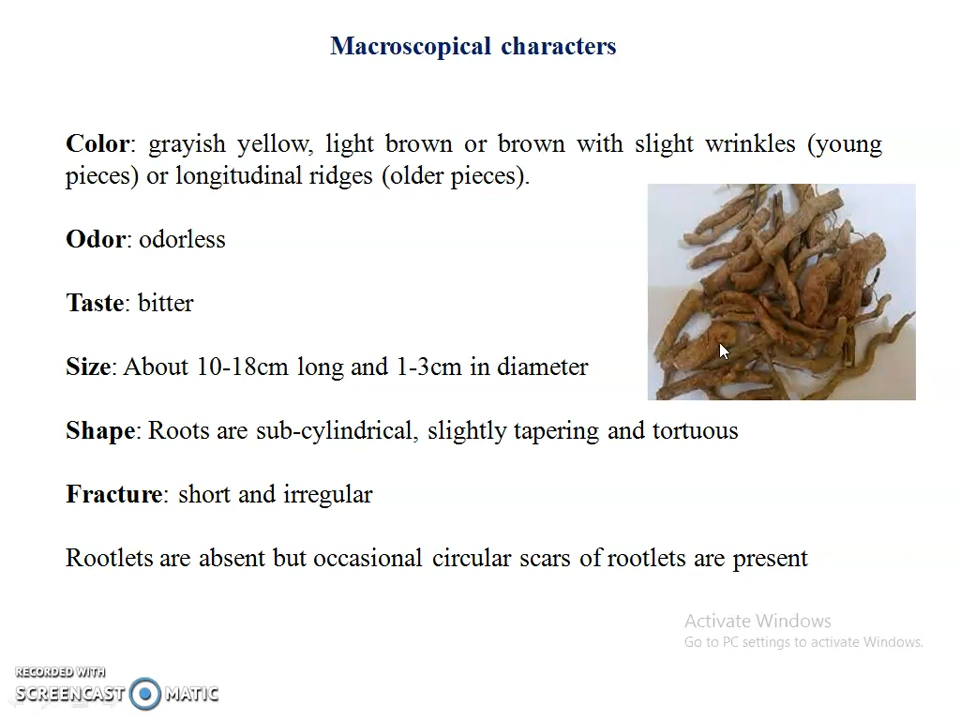 Macroscopical characters
Color: grayish yellow, light brown or brown with slight wrinkles (young
pieces) or longitudinal ridges (older pieces).
Odor: odorless
Taste: bitter
Size: About 10-18cm long and 1-3cm in diameter
Shape: Roots are sub-cylindrical, slightly tapering and tortuous
Fracture: short and irregular
Rootlets are absent but occasional circular scars of rootlets are present
Activate Windows
Go to PC settings to activate Windows.
RECORDED WITH
SCREENCAST MATIC